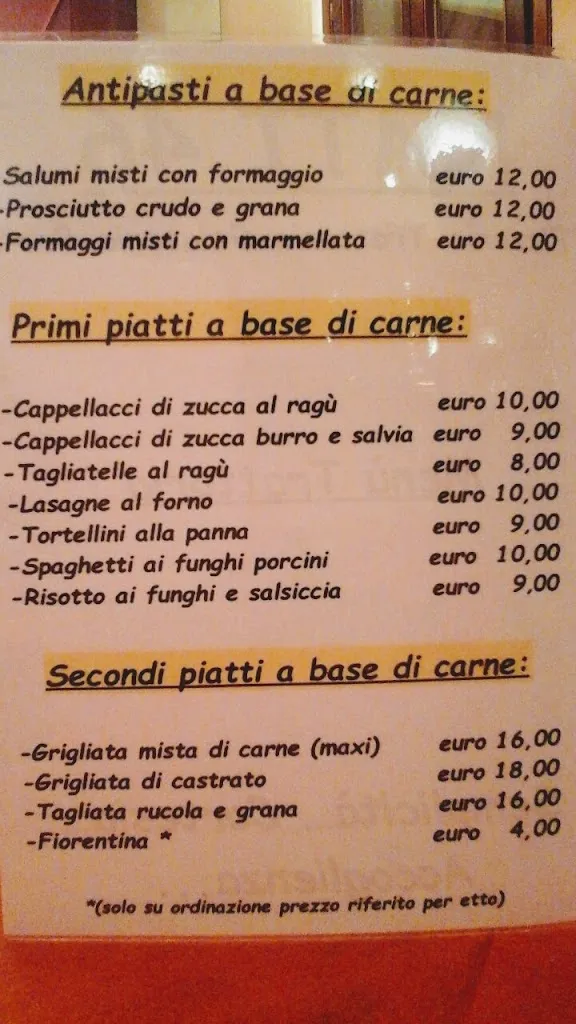 Antipasti a base di carne:
Salumi misti con formaggio euro 12,00
-Prosciutto crudo e grana euro 12,00
-Formaggi misti con marmellata euro 12,00
Primi piatti a base di carne:
-Cappellacci di zucca al ragù euro 10,00
-Cappellacci di zucca burro e salvia euro 9,00
-Tagliatelle al ragù euro 8,00
-Lasagne al forno euro 10,00
-Tortellini alla panna euro 9,00
-Spaghetti ai funghi porcini euro 10,00
-Risotto ai funghi e salsiccia euro 9,00
Secondi piatti a base di carne:
-Grigliata mista di carne (maxi) euro 16,00
-Grigliata di castrato euro 18,00
-Tagliata rucola e grana euro 16,00
-Fiorentina * euro 4,00
*(solo su ordinazione prezzo riferito per etto)